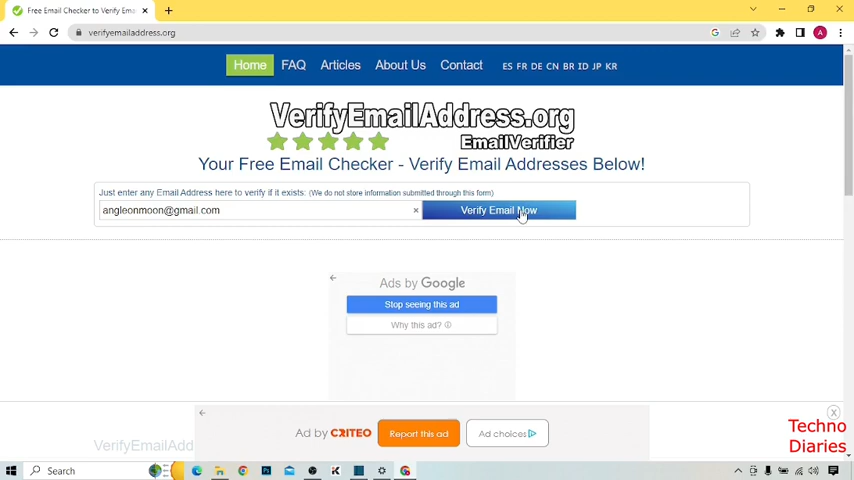 Free Email Checker to Verify Ema
verifyemailaddress.org
A
Home FAQ Articles About Us Contact ES FR DE CN BR ID JP KR
VerifyEmailAddress.org
EmailVerifier
Your Free Email Checker - Verify Email Addresses Below!
Just enter any Email Address here to verify if it exists: (We do not store information submitted through this form)
angleonmoon@gmail.com × Verify Email Now
Ads by Google
Stop seeing this ad
Why this ad?
X
Ad by CRITEO Report this ad Ad choices
Techno
Diaries
VerifyEmailAdd
Search